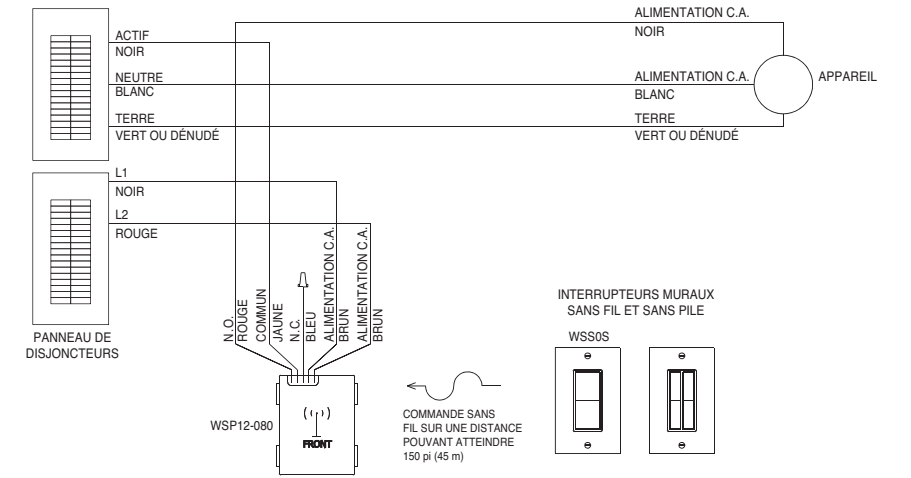 ALIMENTATION C.A.
NOIR
ACTIF
NOIR
NEUTRE
BLANC
ALIMENTATION C.A.
BLANC
APPAREIL
TERRE
VERT OU DÉNUDÉ
TERRE
VERT OU DÉNUDÉ
L1
NOIR
L2
ROUGE
PANNEAU DE
DISJONCTEURS
N.O.
ROUGE
COMMUN
JAUNE
N.C.
BLEU
ALIMENTATION C.A.
BRUN
ALIMENTATION C.A.
BRUN
INTERRUPTEURS MURAUX
SANS FIL ET SANS PILE
WSS0S
WSP12-080
FRONT
COMMANDE SANS
FIL SUR UNE DISTANCE
POUVANT ATTEINDRE
150 pi (45 m)